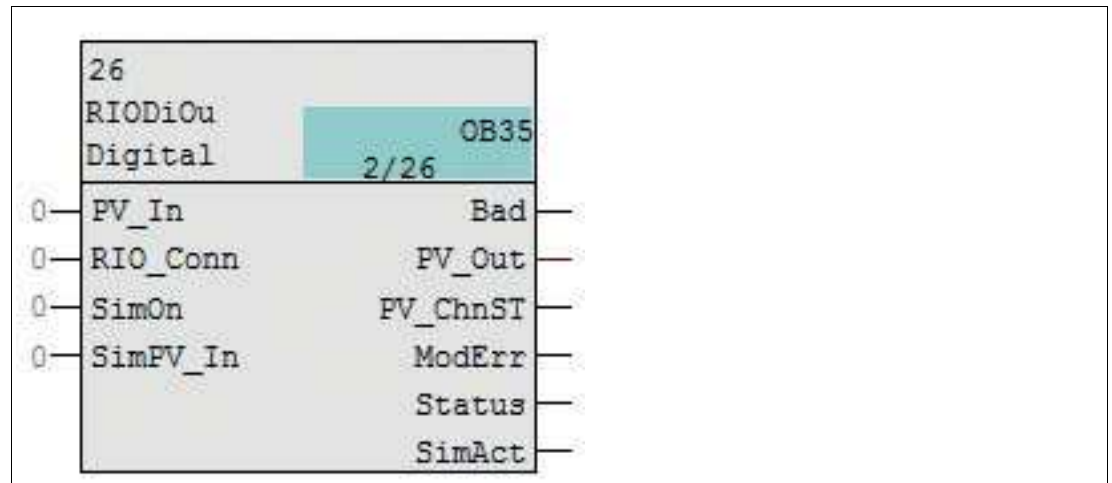 26
RIODiOu
Digital
OB35
2/26
0 PV_In Bad
0 RIO_Conn PV_Out
0 SimOn PV_ChnST
0 SimPV_In ModErr
Status
SimAct